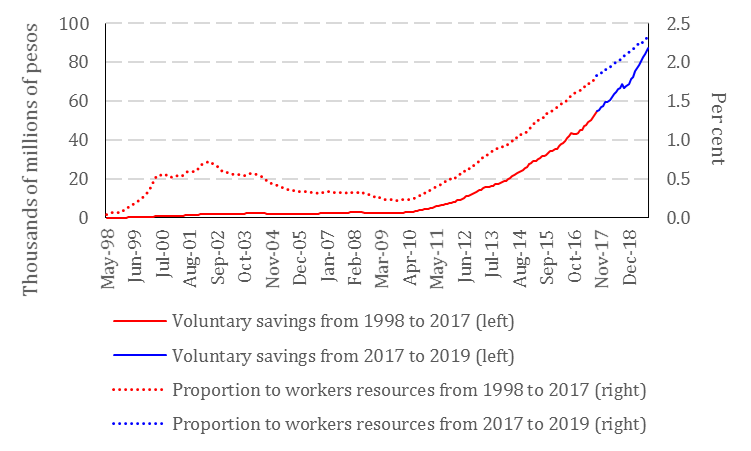 Thousands of millions of pesos
100
80
60
40
20
0
2.5
2.0
1.5
1.0
0.5
0.0
Per cent
May-98
Jun-99
Jul-00
Aug-01
Sep-02
Oct-03
Nov-04
Dec-05
Jan-07
Feb-08
Mar-09
Apr-10
May-11
Jun-12
Jul-13
Aug-14
Sep-15
Oct-16
Nov-17
Dec-18
Voluntary savings from 1998 to 2017 (left)
Voluntary savings from 2017 to 2019 (left)
Proportion to workers resources from 1998 to 2017 (right)
Proportion to workers resources from 2017 to 2019 (right)